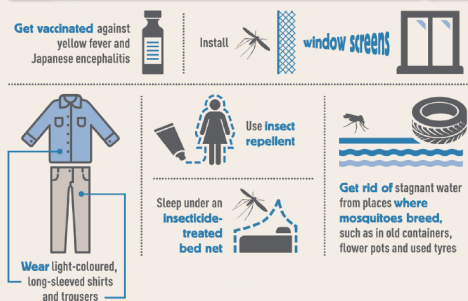 Get vaccinated against
yellow fever and
Japanese encephalitis
Install
window screens
Use insect
repellent
Sleep under an
insecticide-
treated
bed net
Get rid of stagnant water
from places where
mosquitoes breed,
such as in old containers,
flower pots and used tyres
Wear light-coloured,
long-sleeved shirts
and trousers